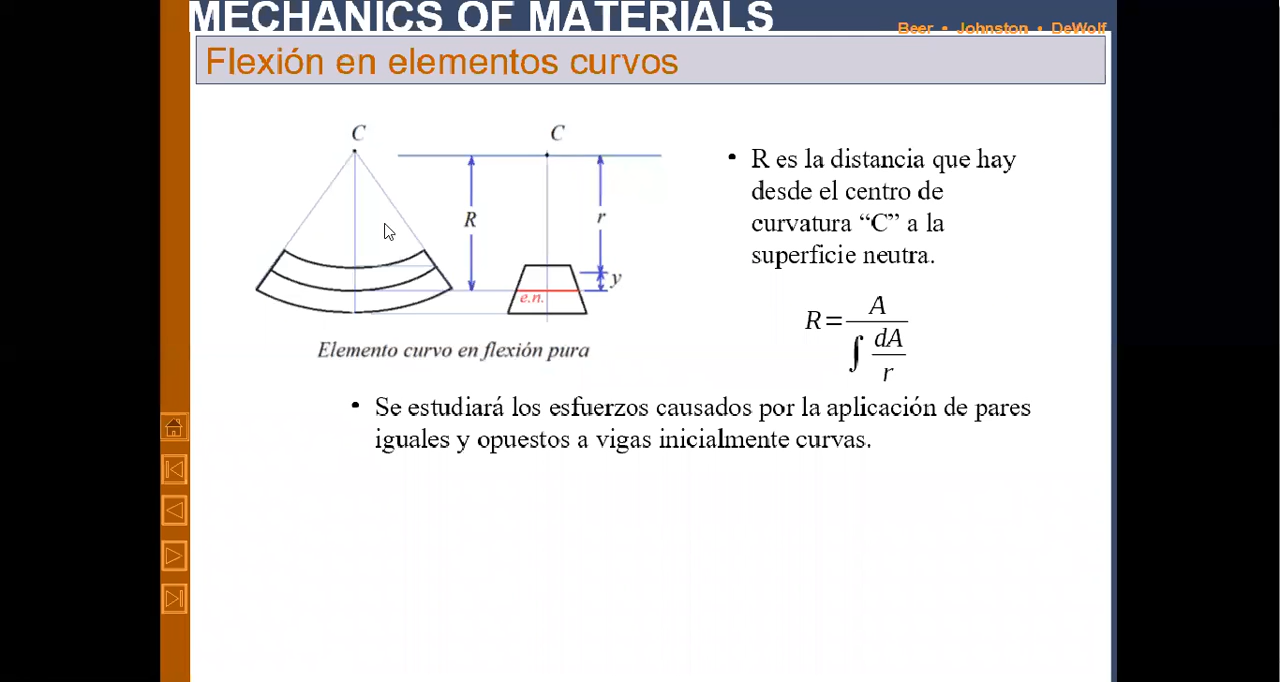 MECHANICS OF MATERIALS
Beer • Johnston • DeWolf
Flexión en elementos curvos
C
C
R
r
y
e.n.
Elemento curvo en flexión pura
• R es la distancia que hay
desde el centro de
curvatura “C” a la
superficie neutra.
R = A / ∫ dA / r
• Se estudiará los esfuerzos causados por la aplicación de pares
iguales y opuestos a vigas inicialmente curvas.